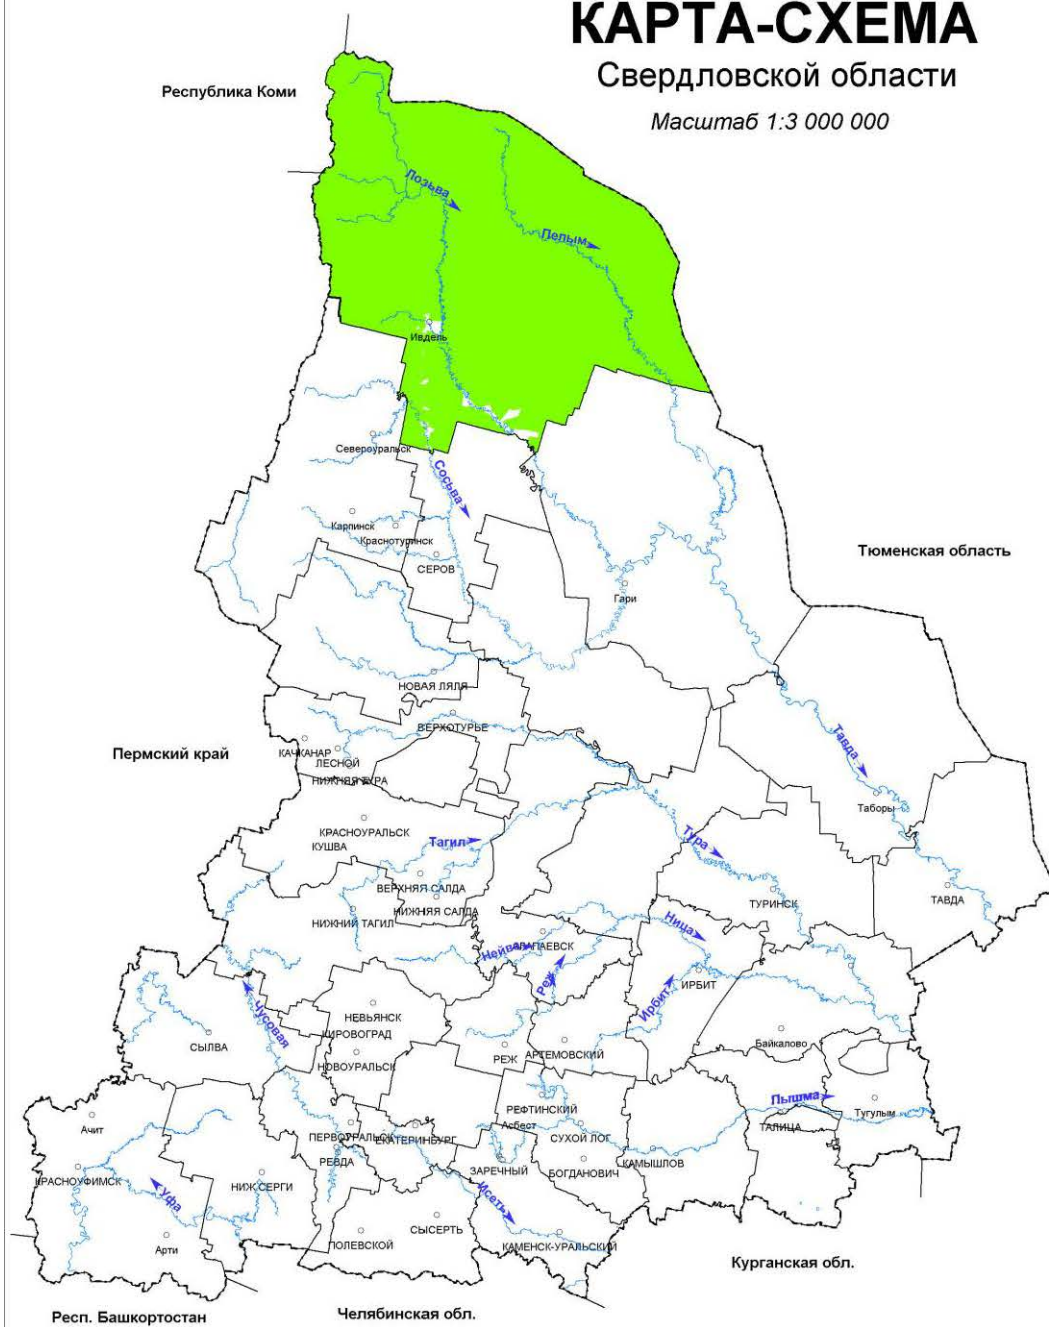 КАРТА-СХЕМА
Свердловской области
Масштаб 1:3 000 000
Республика Коми
Лозьва
Пелым
Ивдель
Североуральск
Сосьва
Карпинск
Краснотурьинск
СЕРОВ
Тюменская область
Гари
НОВАЯ ЛЯЛЯ
ВЕРХОТУРЬЕ
Пермский край
КАЧКАНАР
ЛЕСНОЙ
НИЖНЯЯ ТУРА
Тавда
Таборы
КРАСНОУРАЛЬСК
КУШВА
Тагил
Тура
ВЕРХНЯЯ САЛДА
НИЖНЯЯ САЛДА
НИЖНИЙ ТАГИЛ
ТУРИНСК
ТАВДА
Ница
Нейва
АЛАПАЕВСК
Реж
Ирбит
ИРБИТ
Чусовая
НЕВЬЯНСК
КИРОВОГРАД
СЫЛВА
НОВОУРАЛЬСК
РЕЖ
АРТЕМОВСКИЙ
Байкалово
Пышма
Тугулым
ТАЛИЦА
РЕФТИНСКИЙ
Асбест
СУХОЙ ЛОГ
Ачит
ПЕРВОУРАЛЬСК
ЕКАТЕРИНБУРГ
РЕВДА
ЗАРЕЧНЫЙ
БОГДАНОВИЧ
КАМЫШЛОВ
КРАСНОУФИМСК
Уфа
НИЖ.СЕРГИ
Исеть
Арти
ПОЛЕВСКОЙ
СЫСЕРТЬ
КАМЕНСК-УРАЛЬСКИЙ
Курганская обл.
Респ. Башкортостан
Челябинская обл.